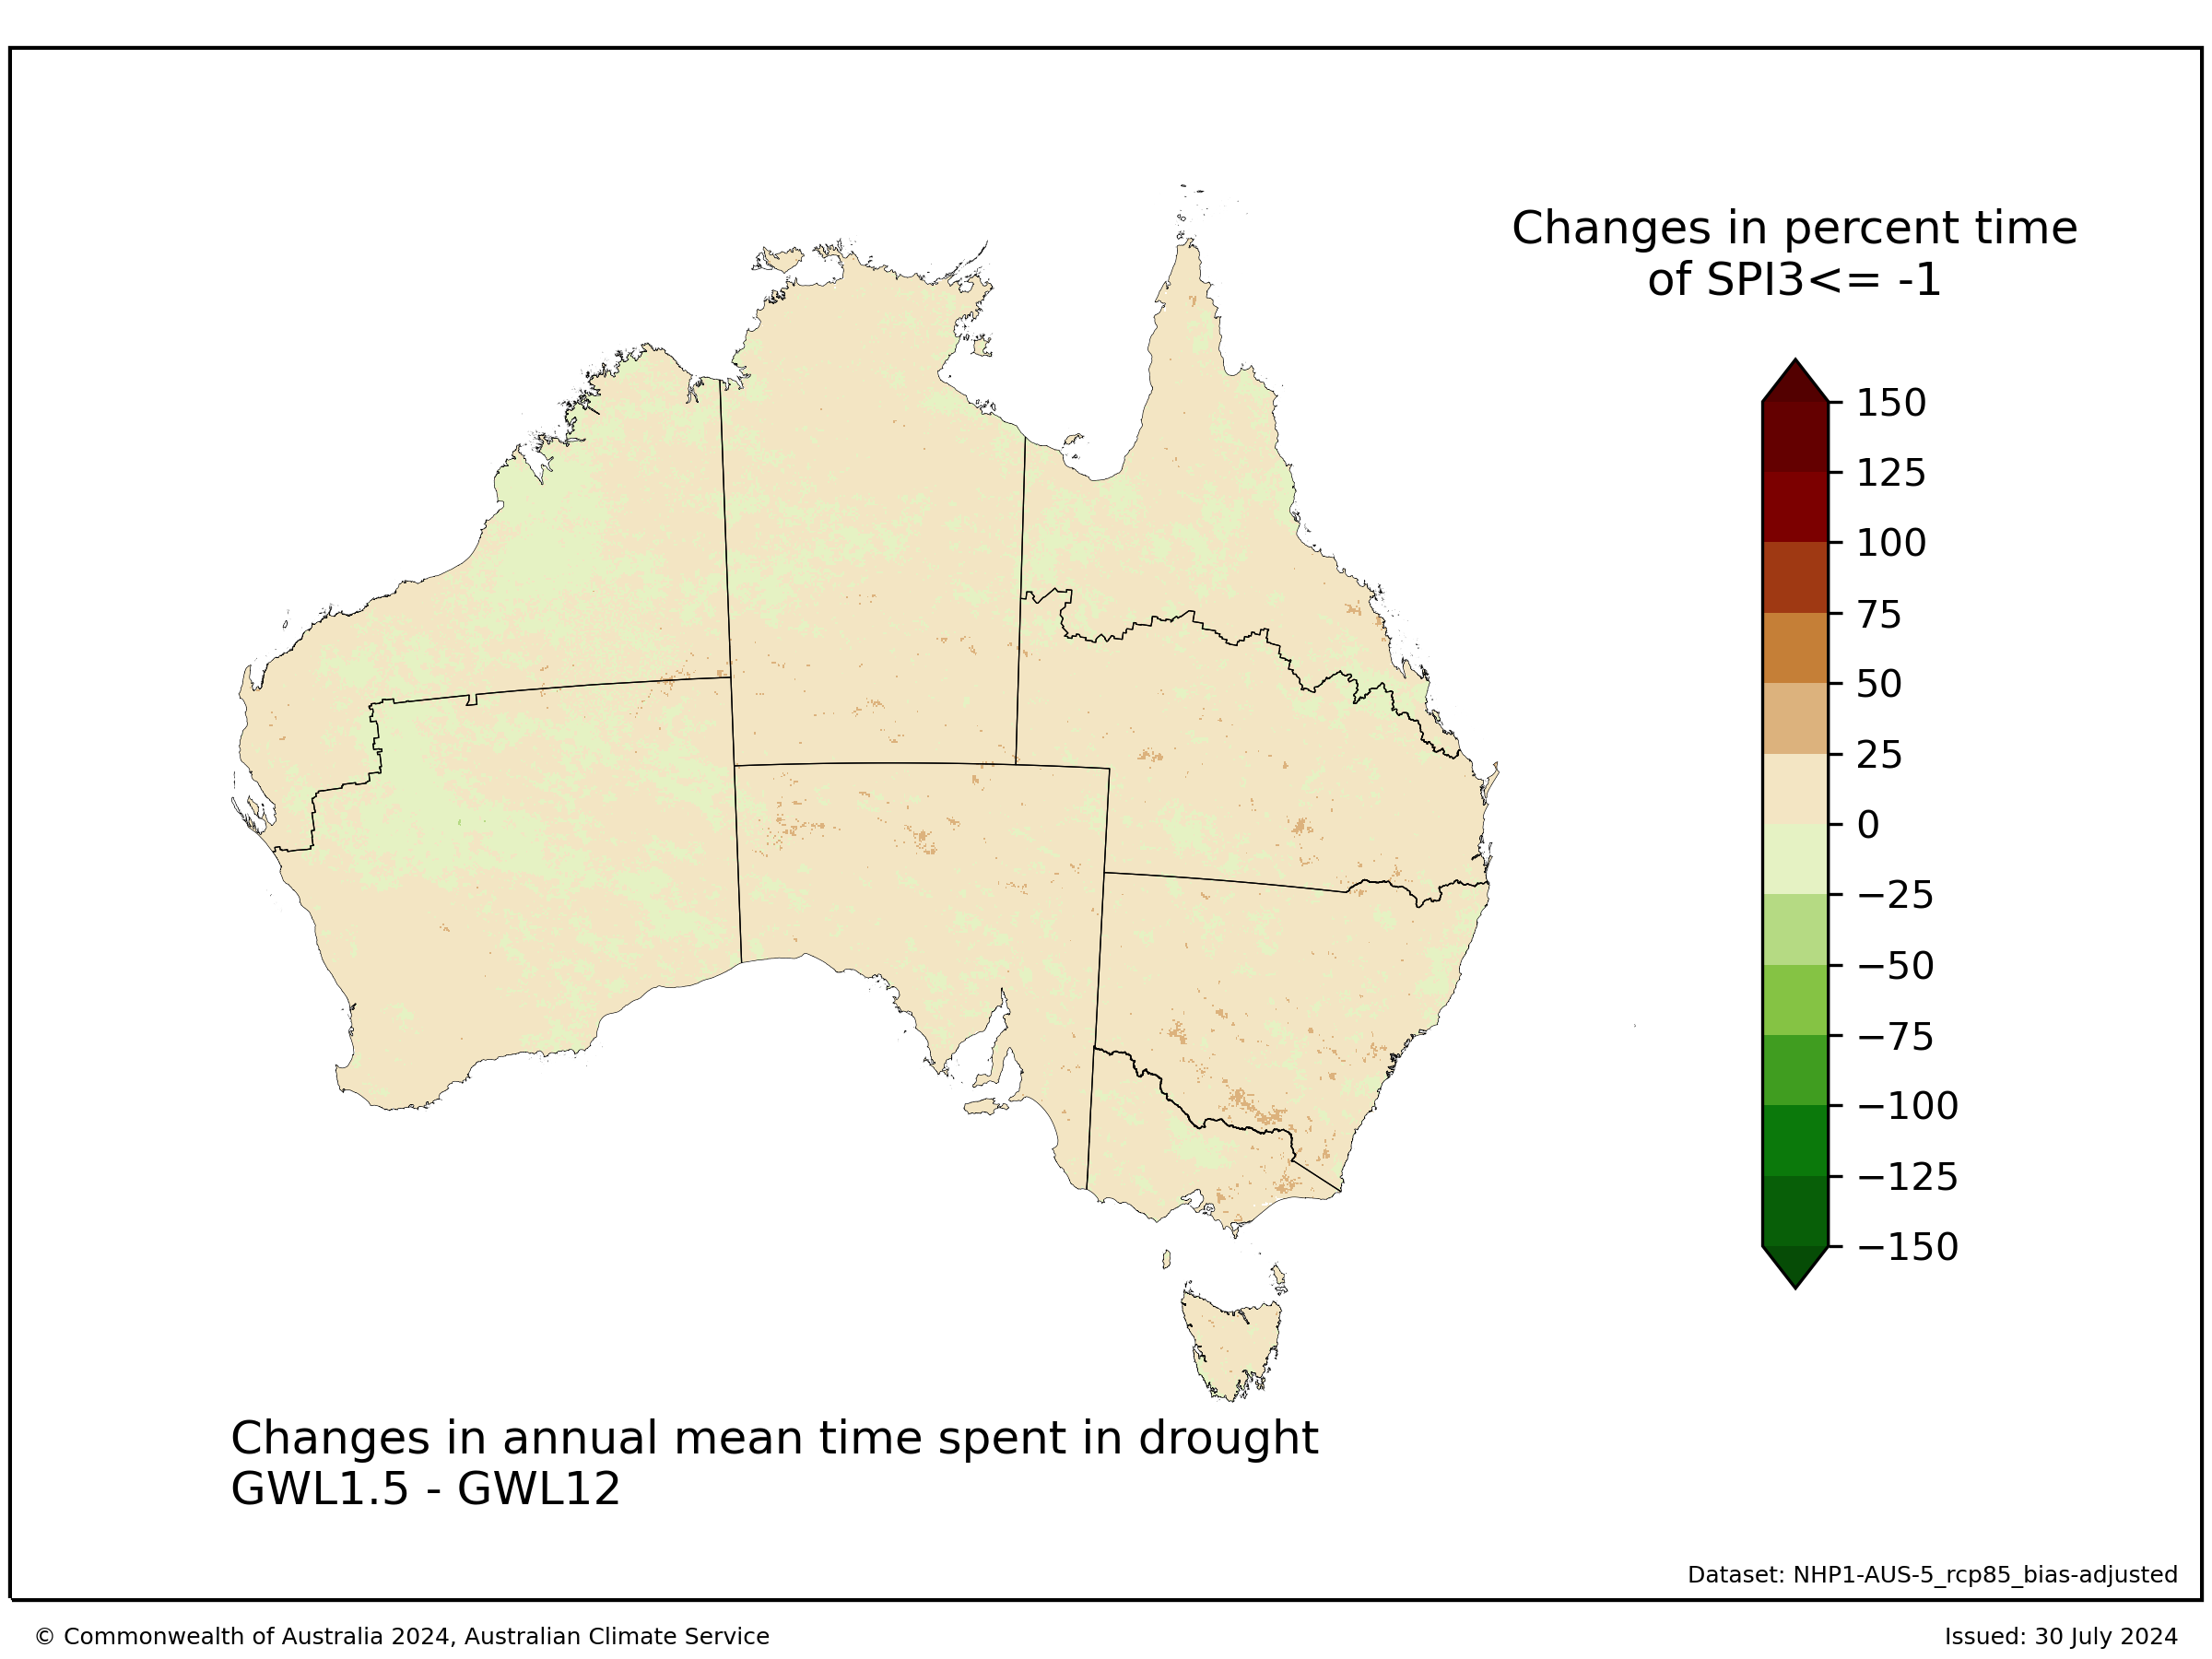 Changes in percent time
of SPI3<= -1
150
125
100
75
50
25
0
−25
−50
−75
−100
−125
−150
Changes in annual mean time spent in drought
GWL1.5 - GWL12
Dataset: NHP1-AUS-5_rcp85_bias-adjusted
© Commonwealth of Australia 2024, Australian Climate Service
Issued: 30 July 2024